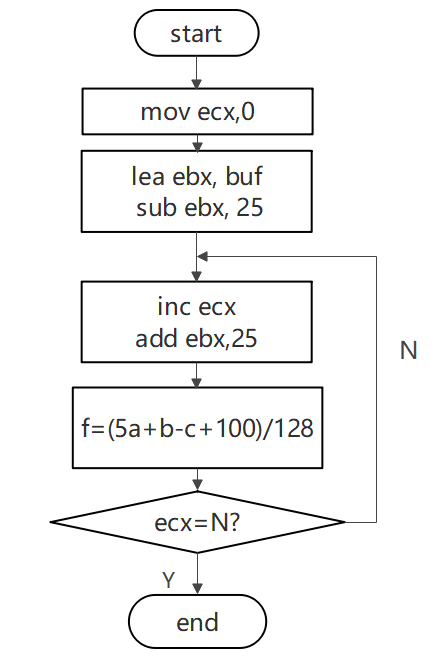 start
mov ecx,0
lea ebx, buf
sub ebx, 25
inc ecx
add ebx,25
N
f=(5a+b-c+100)/128
ecx=N?
Y
end